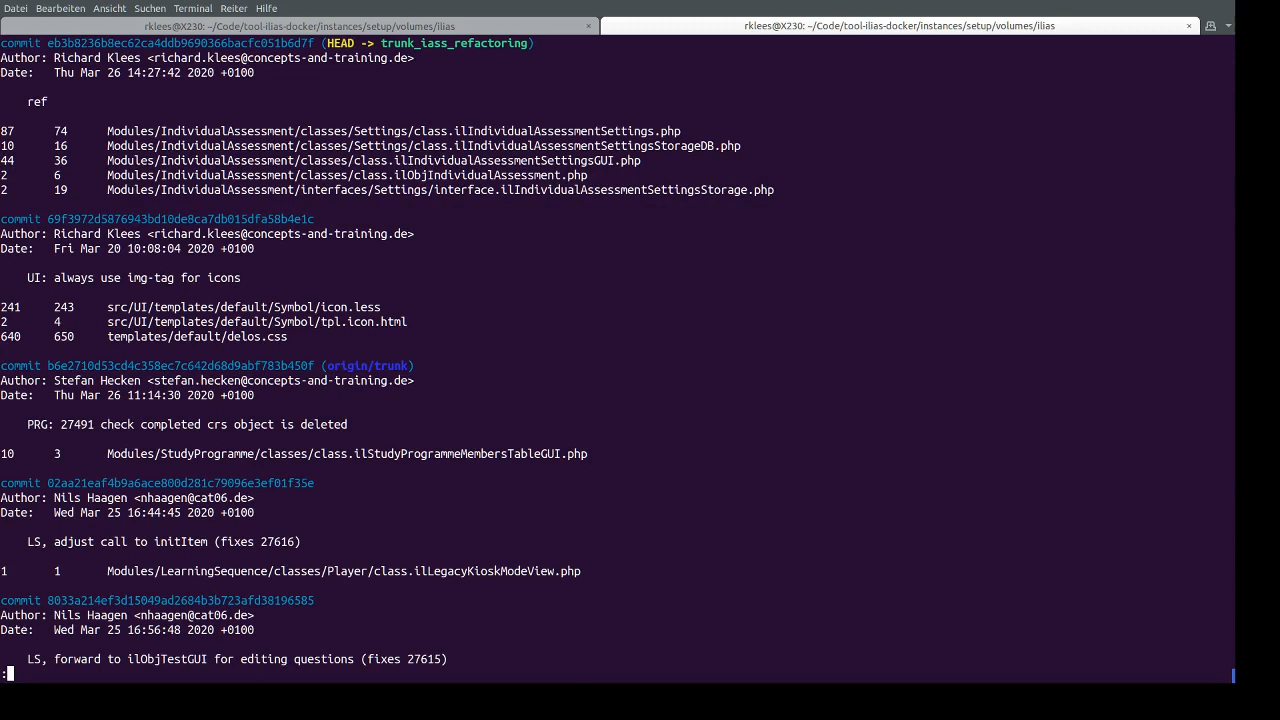 Datei Bearbeiten Ansicht Suchen Terminal Reiter Hilfe
rklees@X230: ~/Code/tool-ilias-docker/instances/setup/volumes/ilias × rklees@X230: ~/Code/tool-ilias-docker/instances/setup/volumes/ilias ×
commit eb3b8236b8ec62ca4ddb9690366bacfc051b6d7f (HEAD -> trunk_iass_refactoring)
Author: Richard Klees <richard.klees@concepts-and-training.de>
Date:   Thu Mar 26 14:27:42 2020 +0100
ref
87 74 Modules/IndividualAssessment/classes/Settings/class.ilIndividualAssessmentSettings.php
10 16 Modules/IndividualAssessment/classes/Settings/class.ilIndividualAssessmentSettingsStorageDB.php
44 36 Modules/IndividualAssessment/classes/class.ilIndividualAssessmentSettingsGUI.php
2 6 Modules/IndividualAssessment/classes/class.ilObjIndividualAssessment.php
2 19 Modules/IndividualAssessment/interfaces/Settings/interface.ilIndividualAssessmentSettingsStorage.php
commit 69f3972d5876943bd10de8ca7db015dfa58b4e1c
Author: Richard Klees <richard.klees@concepts-and-training.de>
Date:   Fri Mar 20 10:08:04 2020 +0100
UI: always use img-tag for icons
241 243 src/UI/templates/default/Symbol/icon.less
2 4 src/UI/templates/default/Symbol/tpl.icon.html
640 650 templates/default/delos.css
commit b6e2710d53cd4c358ec7c642d68d9abf783b450f (origin/trunk)
Author: Stefan Hecken <stefan.hecken@concepts-and-training.de>
Date:   Thu Mar 26 11:14:30 2020 +0100
PRG: 27491 check completed crs object is deleted
10 3 Modules/StudyProgramme/classes/class.ilStudyProgrammeMembersTableGUI.php
commit 02aa21eaf4b9a6ace800d281c79096e3ef01f35e
Author: Nils Haagen <nhaagen@cat06.de>
Date:   Wed Mar 25 16:44:45 2020 +0100
LS, adjust call to initItem (fixes 27616)
1 1 Modules/LearningSequence/classes/Player/class.ilLegacyKioskModeView.php
commit 8033a214ef3d15049ad2684b3b723afd38196585
Author: Nils Haagen <nhaagen@cat06.de>
Date:   Wed Mar 25 16:56:48 2020 +0100
LS, forward to ilObjTestGUI for editing questions (fixes 27615)
: